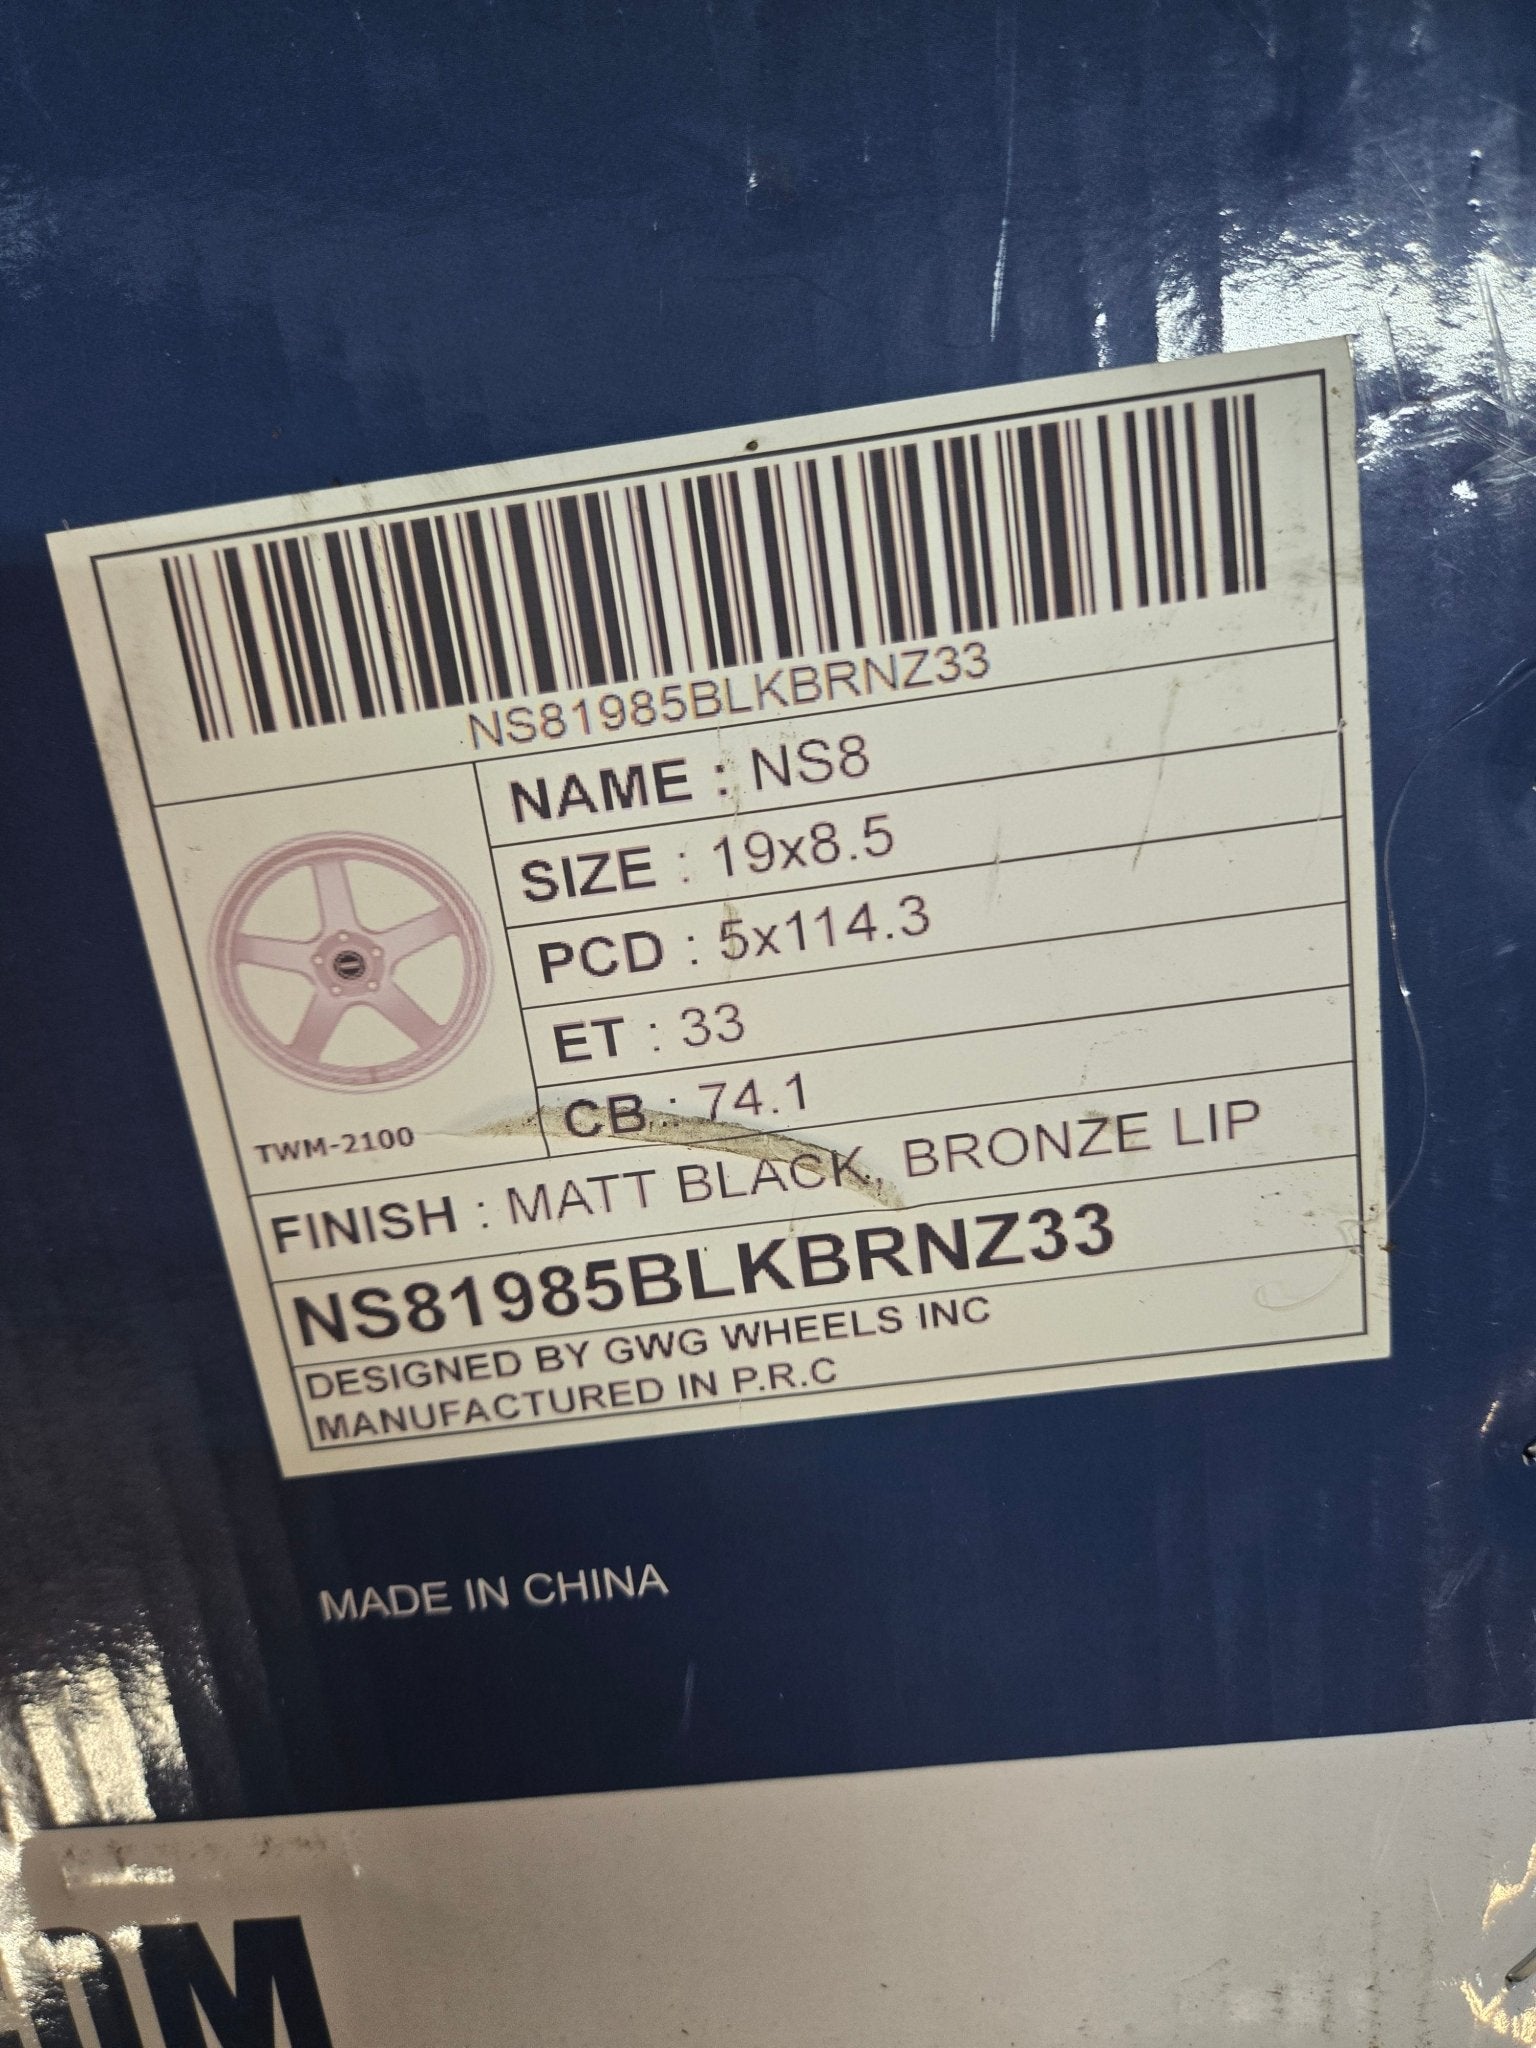 NS81985BLKBRNZ33
NAME : NS8
SIZE : 19x8.5
PCD : 5x114.3
ET : 33
CB : 74.1
TWM-2100
FINISH : MATT BLACK, BRONZE LIP
NS81985BLKBRNZ33
DESIGNED BY GWG WHEELS INC
MANUFACTURED IN P.R.C
MADE IN CHINA